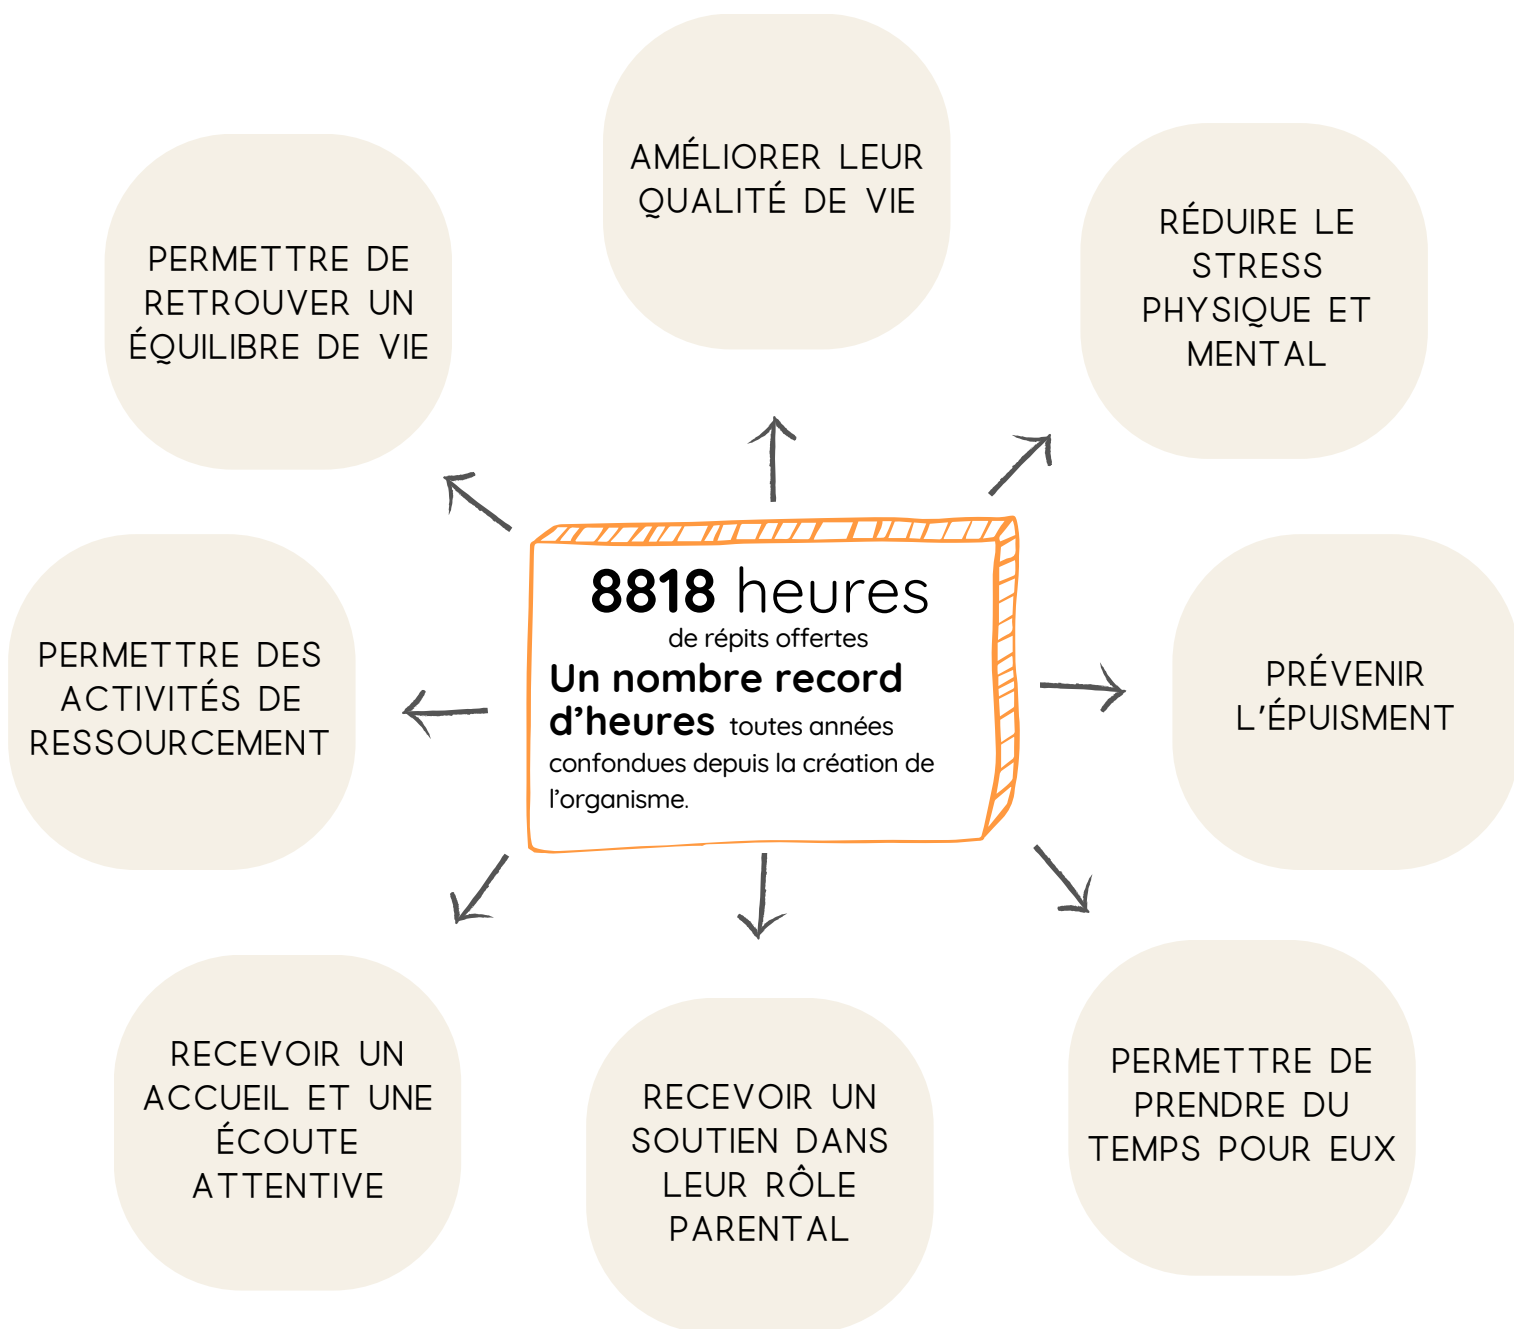 AMÉLIORER LEUR
QUALITÉ DE VIE
RÉDUIRE LE
STRESS
PHYSIQUE ET
MENTAL
PERMETTRE DE
RETROUVER UN
ÉQUILIBRE DE VIE
8818 heures
de répits offertes
Un nombre record
d'heures toutes années
confondues depuis la création de
l'organisme.
PERMETTRE DES
ACTIVITÉS DE
RESSOURCEMENT
PRÉVENIR
L'ÉPUISMENT
RECEVOIR UN
ACCUEIL ET UNE
ÉCOUTE
ATTENTIVE
RECEVOIR UN
SOUTIEN DANS
LEUR RÔLE
PARENTAL
PERMETTRE DE
PRENDRE DU
TEMPS POUR EUX